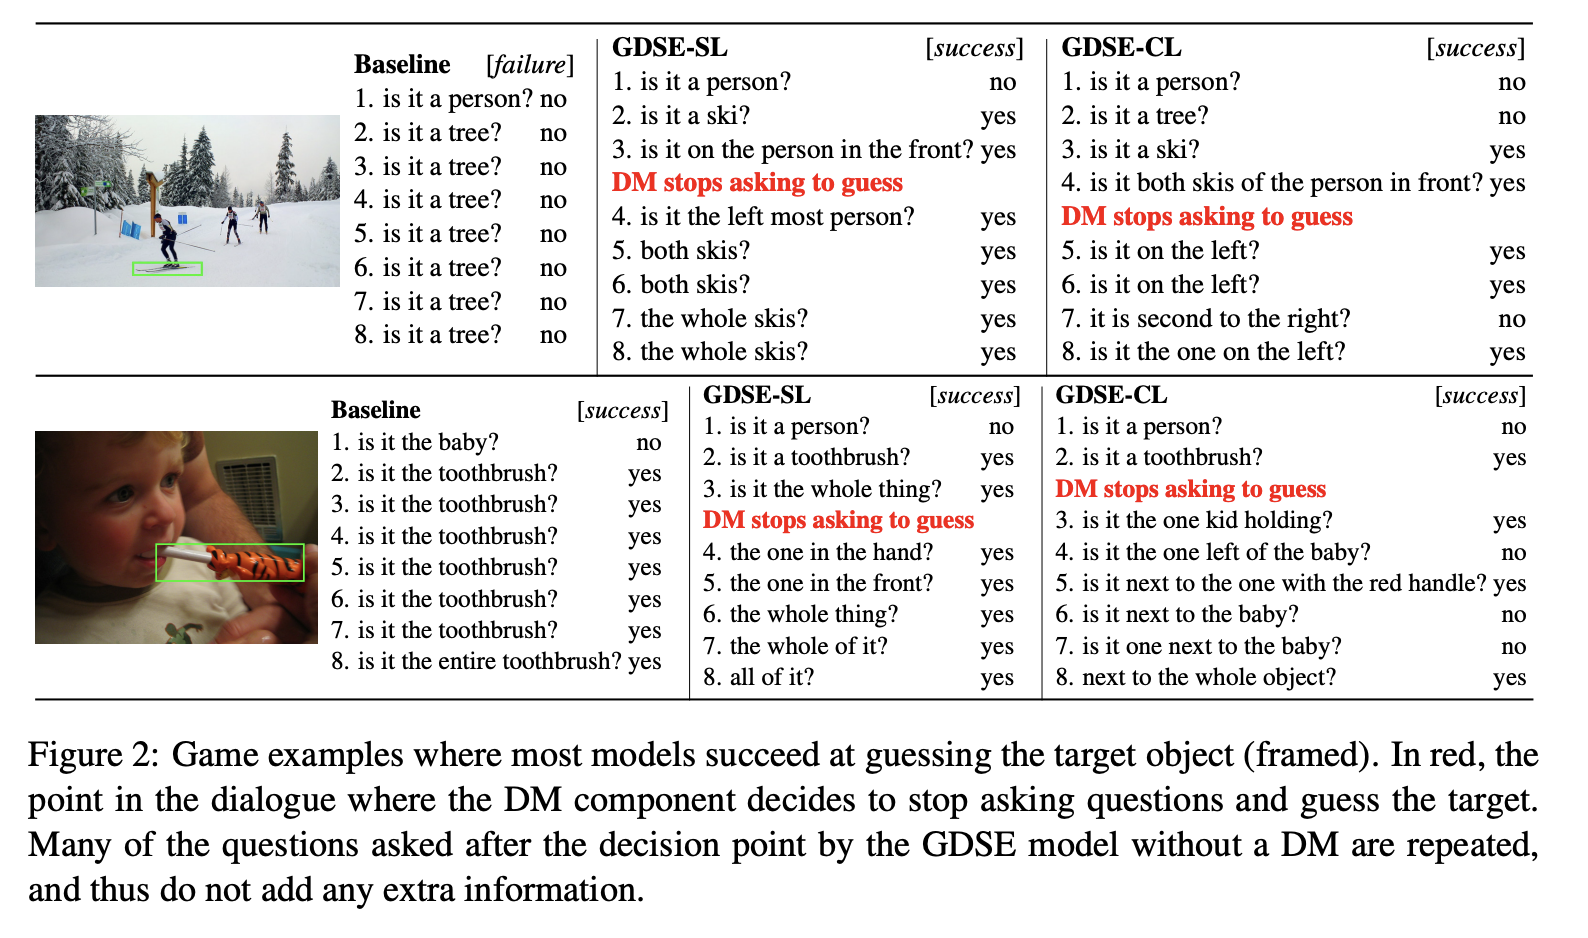 Baseline [failure]
1. is it a person? no
2. is it a tree? no
3. is it a tree? no
4. is it a tree? no
5. is it a tree? no
6. is it a tree? no
7. is it a tree? no
8. is it a tree? no
GDSE-SL [success]
1. is it a person? no
2. is it a ski? yes
3. is it on the person in the front? yes
DM stops asking to guess
4. is it the left most person? yes
5. both skis? yes
6. both skis? yes
7. the whole skis? yes
8. the whole skis? yes
GDSE-CL [success]
1. is it a person? no
2. is it a tree? no
3. is it a ski? yes
4. is it both skis of the person in front? yes
DM stops asking to guess
5. is it on the left? yes
6. is it on the left? yes
7. it is second to the right? no
8. is it the one on the left? yes
Baseline [success]
1. is it the baby? no
2. is it the toothbrush? yes
3. is it the toothbrush? yes
4. is it the toothbrush? yes
5. is it the toothbrush? yes
6. is it the toothbrush? yes
7. is it the toothbrush? yes
8. is it the entire toothbrush? yes
GDSE-SL [success]
1. is it a person? no
2. is it a toothbrush? yes
3. is it the whole thing? yes
DM stops asking to guess
4. the one in the hand? yes
5. the one in the front? yes
6. the whole thing? yes
7. the whole of it? yes
8. all of it? yes
GDSE-CL [success]
1. is it a person? no
2. is it a toothbrush? yes
DM stops asking to guess
3. is it the one kid holding? yes
4. is it the one left of the baby? no
5. is it next to the one with the red handle? yes
6. is it next to the baby? no
7. is it one next to the baby? no
8. next to the whole object? yes
Figure 2: Game examples where most models succeed at guessing the target object (framed). In red, the
point in the dialogue where the DM component decides to stop asking questions and guess the target.
Many of the questions asked after the decision point by the GDSE model without a DM are repeated,
and thus do not add any extra information.